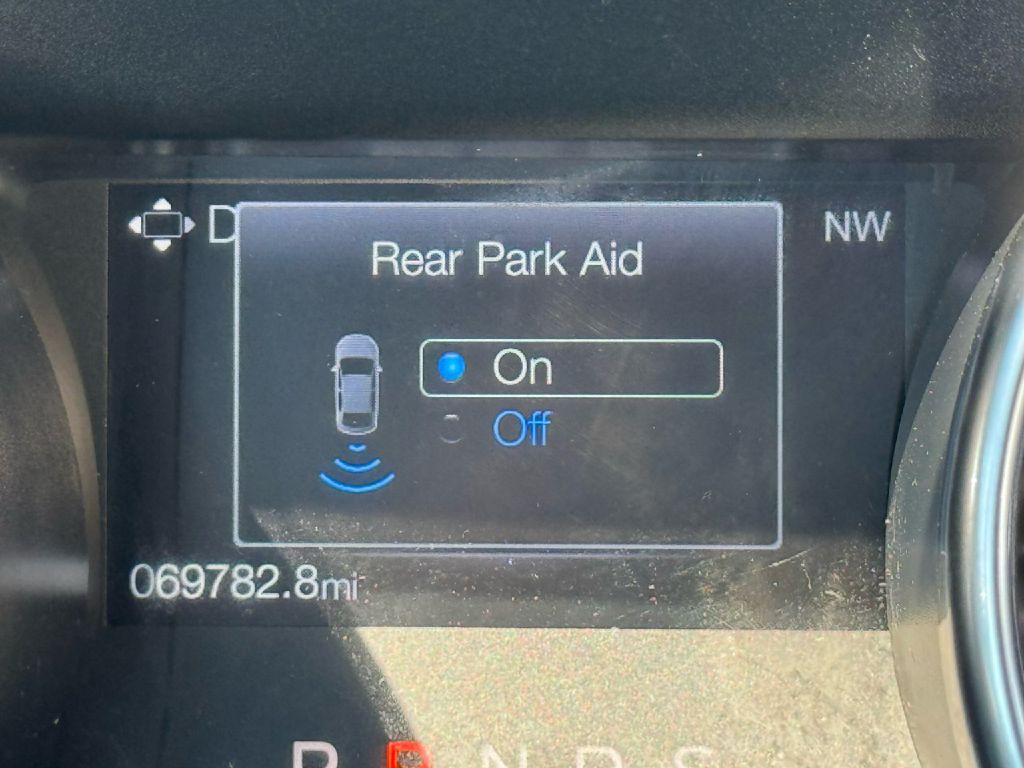 D
NW
Rear Park Aid
On
Off
069782.8mi
P R N D S